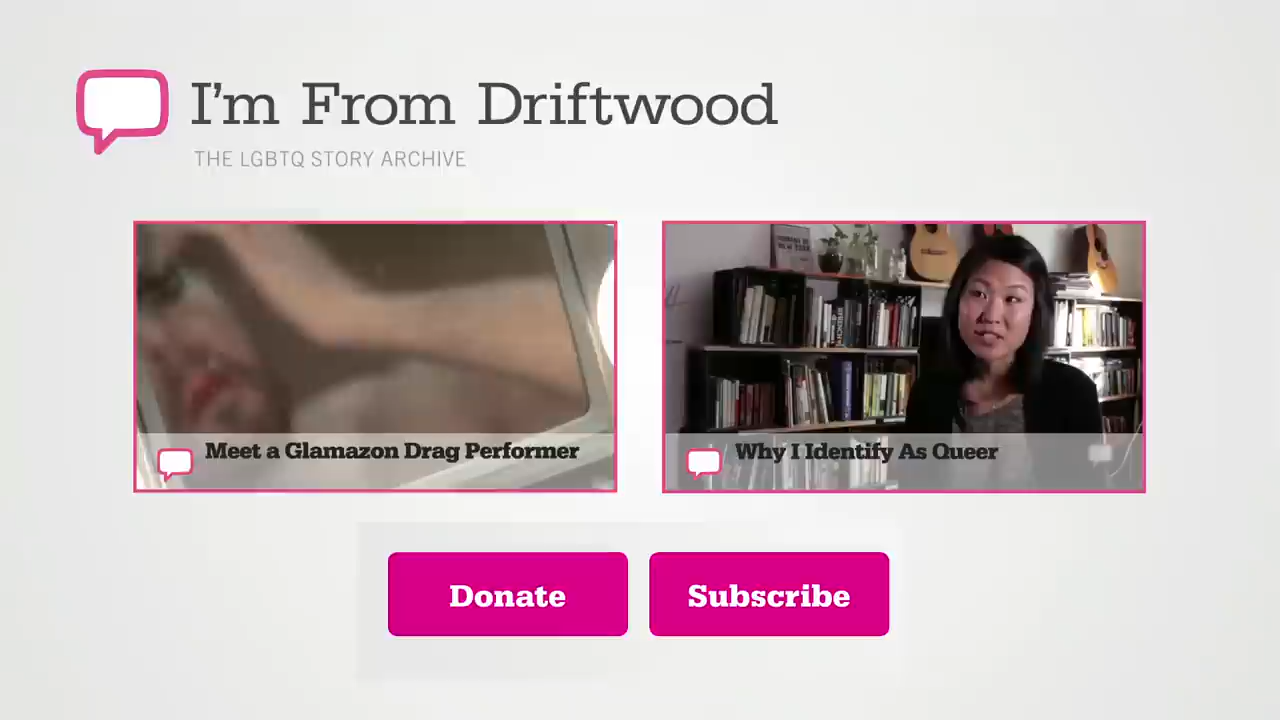 I'm From Driftwood
THE LGBTQ STORY ARCHIVE
Meet a Glamazon Drag Performer
Why I Identify As Queer
Donate
Subscribe